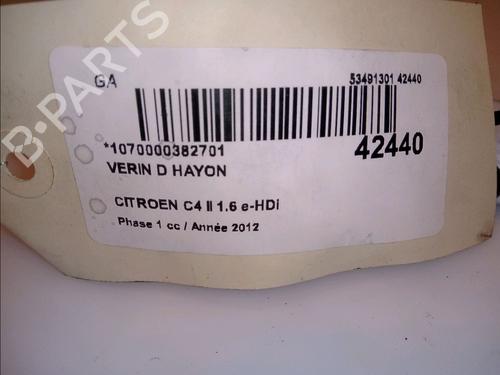 GA
53491301 42440
*1070000382701
42440
VERIN D HAYON
CITROEN C4 II 1.6 e-HDi
Phase 1 cc / Année 2012
B-PARTS